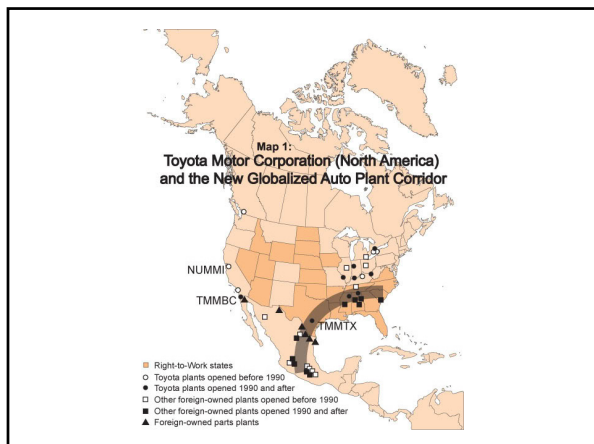 Map 1:
Toyota Motor Corporation (North America)
and the New Globalized Auto Plant Corridor
NUMMI
TMMBC
TMMTX
Right-to-Work states
Toyota plants opened before 1990
Toyota plants opened 1990 and after
Other foreign-owned plants opened before 1990
Other foreign-owned plants opened 1990 and after
Foreign-owned parts plants